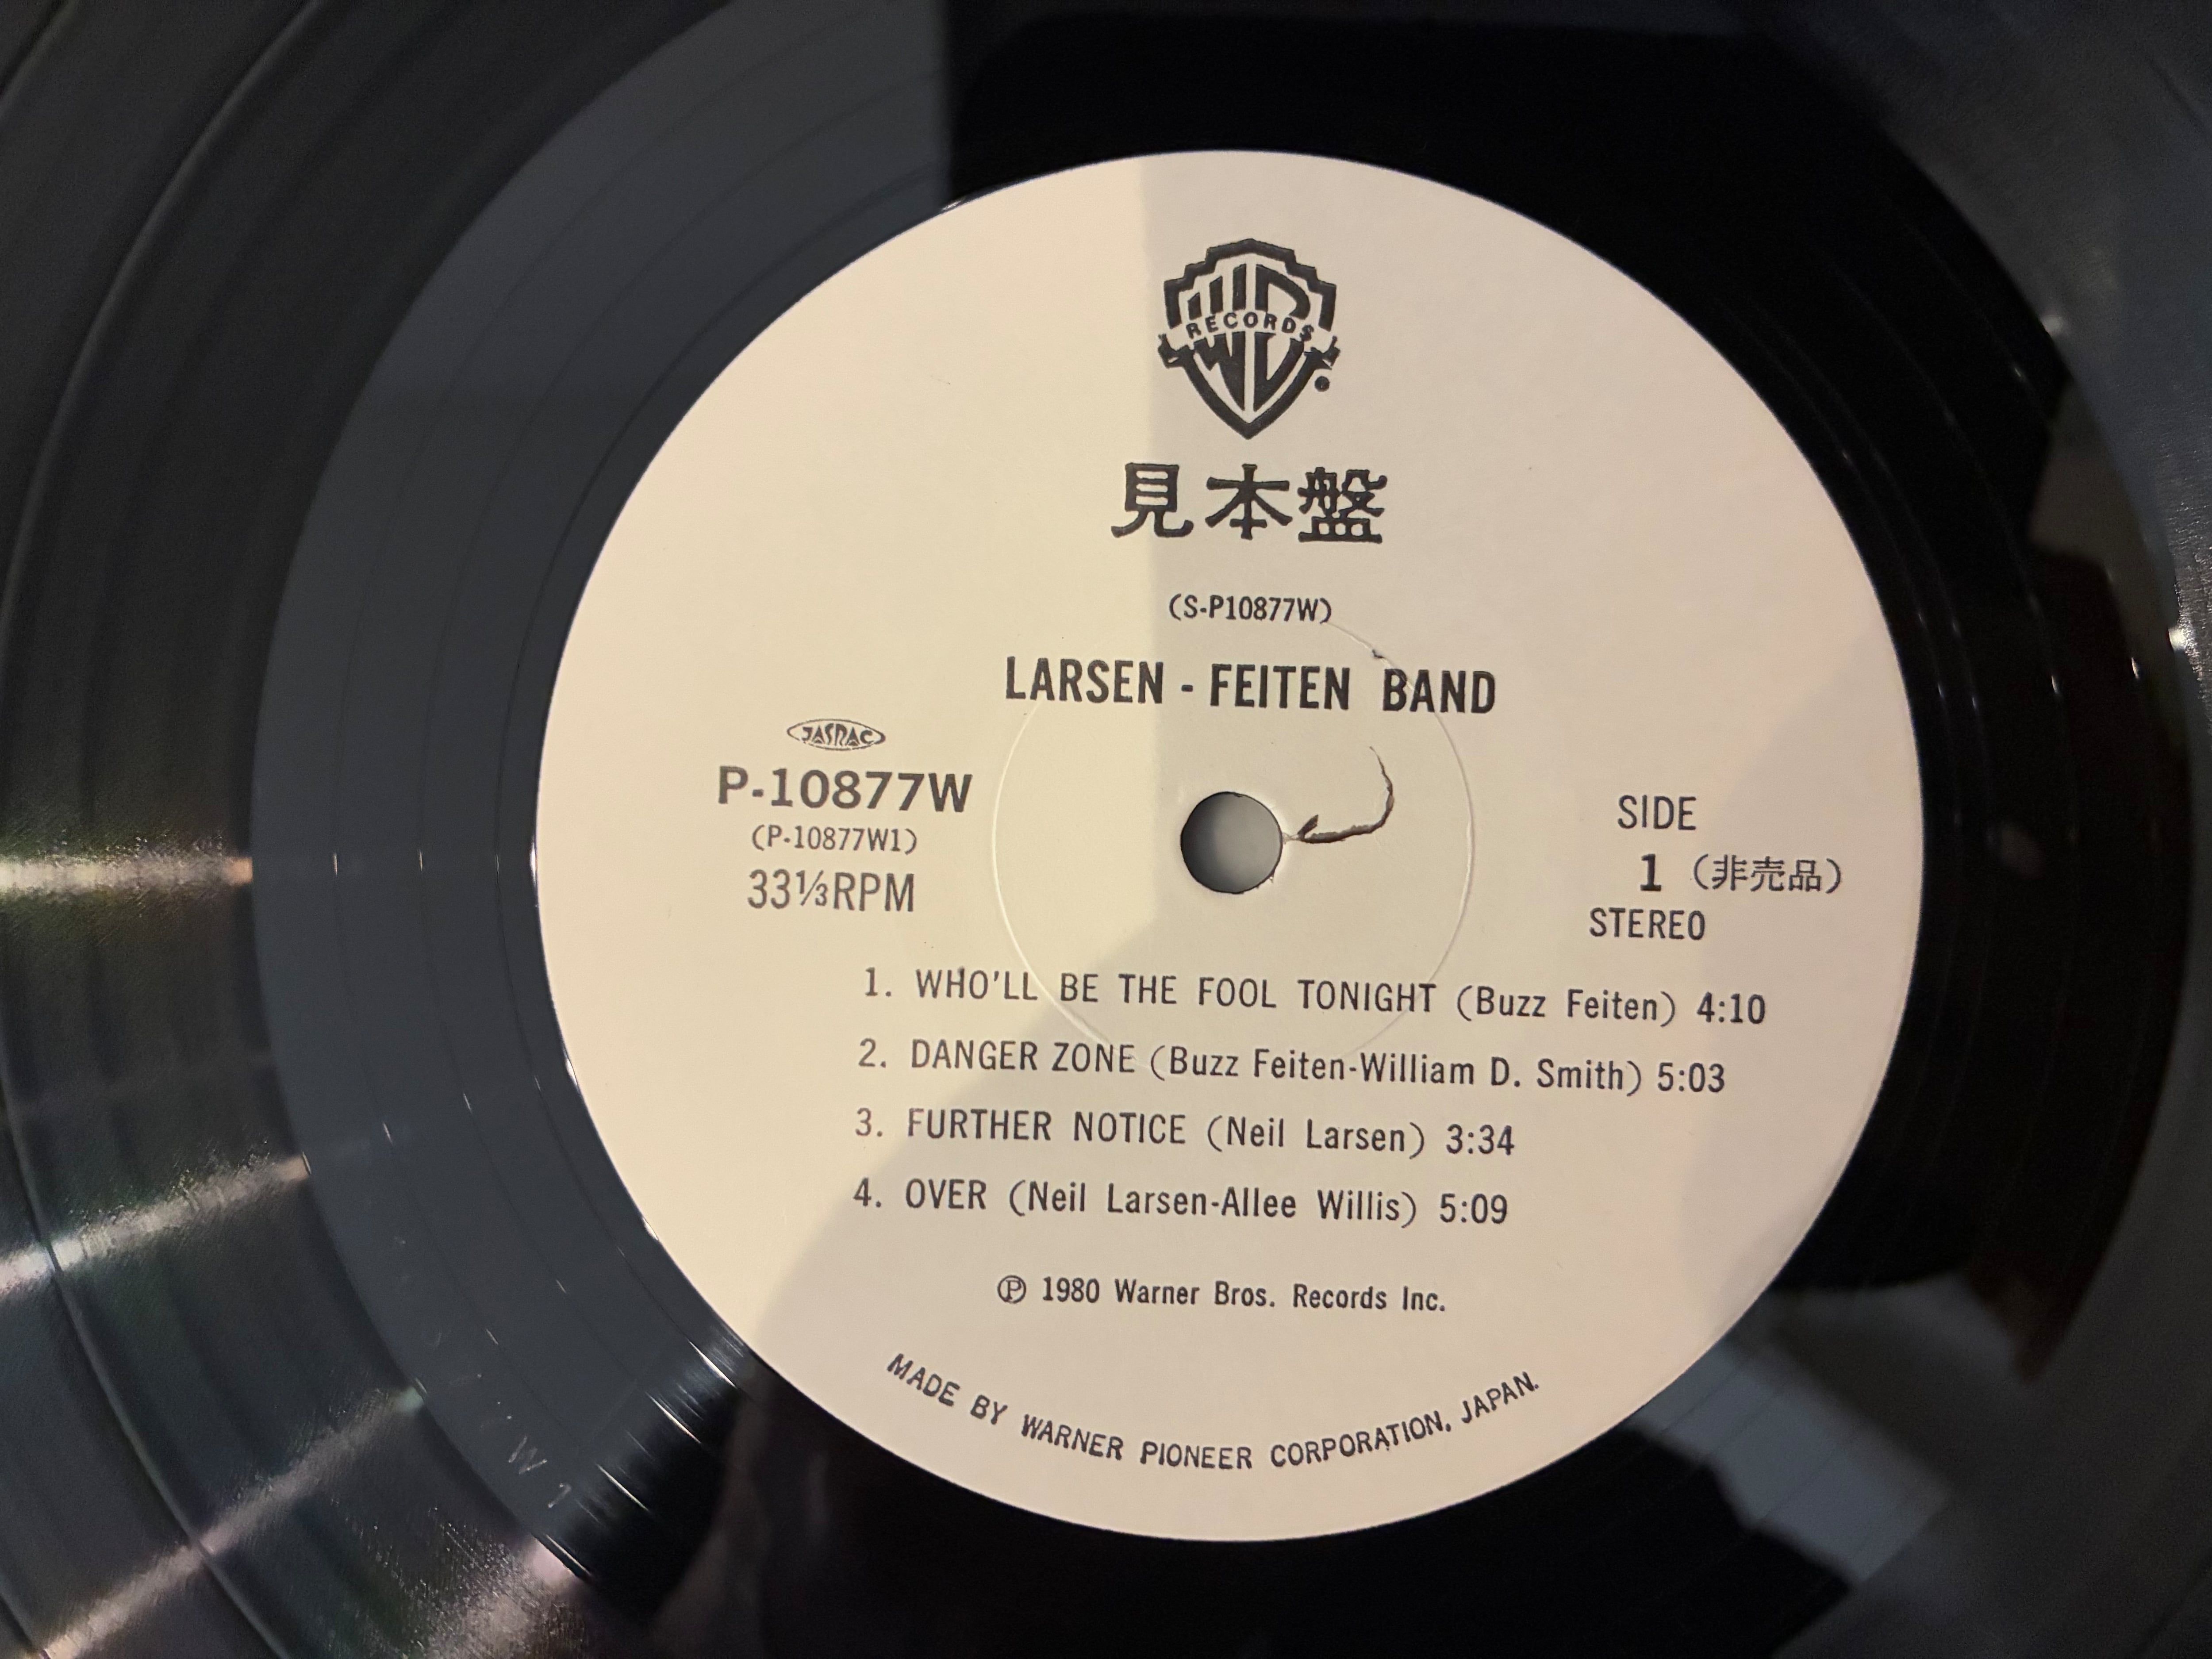 RECORDS
見本盤
(S-P10877W)
LARSEN - FEITEN BAND
JASRAC
P-10877W
(P-10877W1)
33⅓RPM
SIDE
1 (非売品)
STEREO
1. WHO'LL BE THE FOOL TONIGHT (Buzz Feiten) 4:10
2. DANGER ZONE (Buzz Feiten-William D. Smith) 5:03
3. FURTHER NOTICE (Neil Larsen) 3:34
4. OVER (Neil Larsen-Allee Willis) 5:09
℗ 1980 Warner Bros. Records Inc.
MADE BY WARNER PIONEER CORPORATION, JAPAN.
W 1